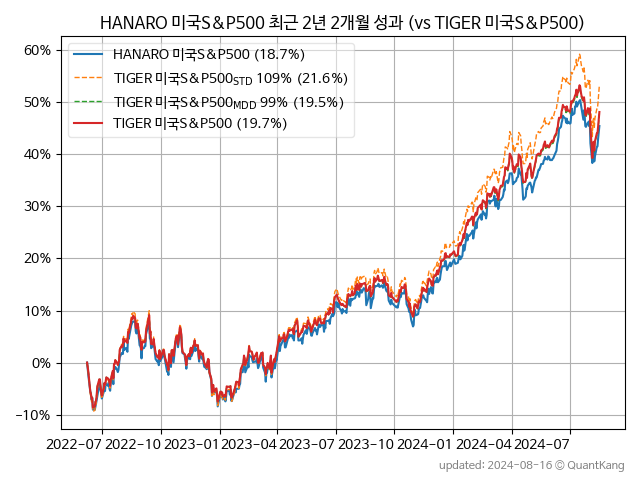 HANARO 미국S&P500 최근 2년 2개월 성과 (vs TIGER 미국S&P500)
60%
50%
40%
30%
20%
10%
0%
−10%
HANARO 미국S&P500 (18.7%)
TIGER 미국S&P500STD 109% (21.6%)
TIGER 미국S&P500MDD 99% (19.5%)
TIGER 미국S&P500 (19.7%)
2022-07 2022-10 2023-01 2023-04 2023-07 2023-10 2024-01 2024-04 2024-07
updated: 2024-08-16 © QuantKang